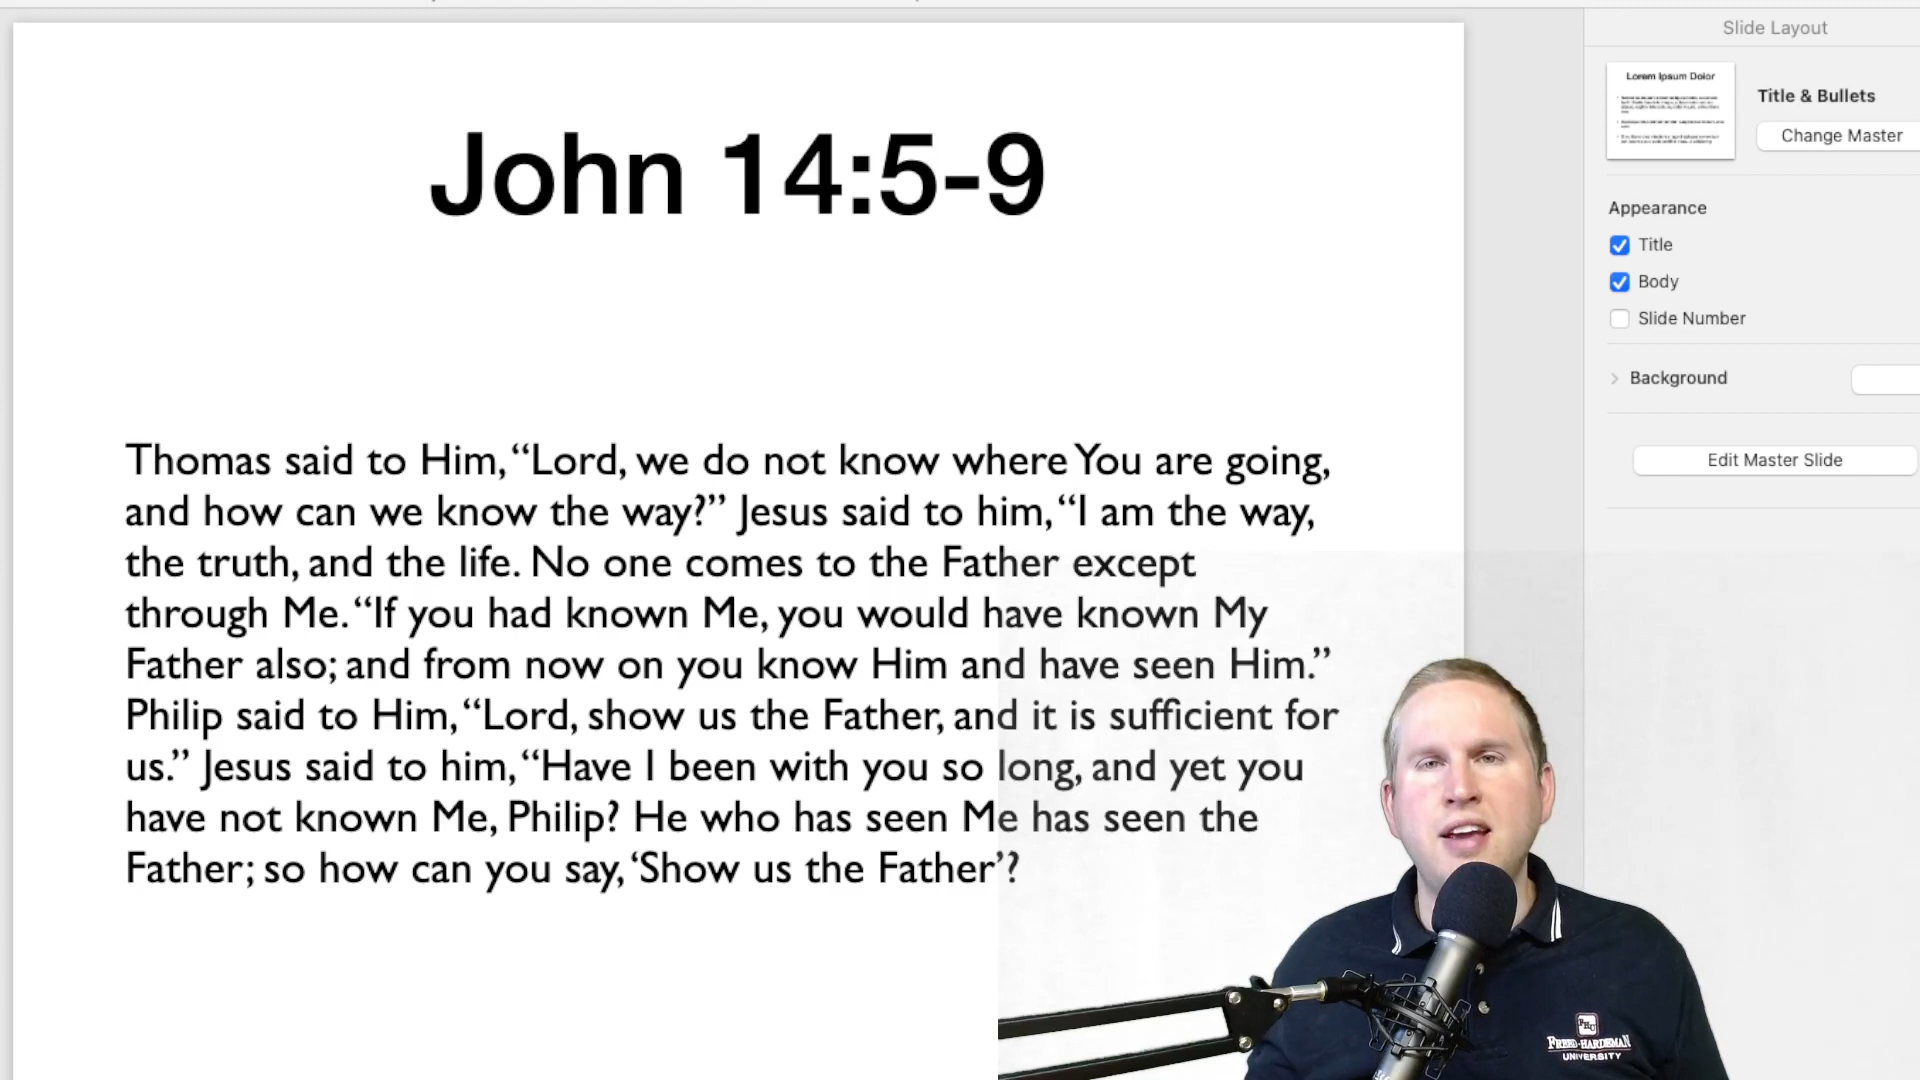 Slide Layout
Lorem Ipsum Dolor
Title & Bullets
Change Master
John 14:5-9
Appearance
Title
Body
Slide Number
Background
Edit Master Slide
Thomas said to Him, “Lord, we do not know where You are going,
and how can we know the way?” Jesus said to him, “I am the way,
the truth, and the life. No one comes to the Father except
through Me. “If you had known Me, you would have known My
Father also; and from now on you know Him and have seen Him.”
Philip said to Him, “Lord, show us the Father, and it is sufficient for
us.” Jesus said to him, “Have I been with you so long, and yet you
have not known Me, Philip? He who has seen Me has seen the
Father; so how can you say, ‘Show us the Father’?
FHU
FREED-HARDEMAN
UNIVERSITY